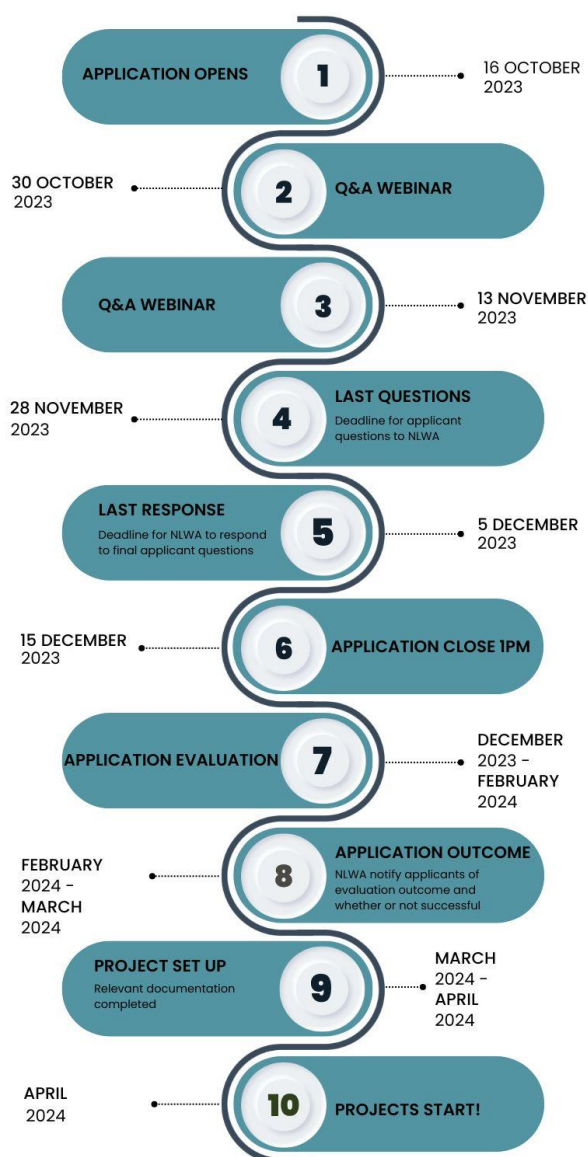 APPLICATION OPENS
1
16 OCTOBER
2023
30 OCTOBER
2023
2
Q&A WEBINAR
Q&A WEBINAR
3
13 NOVEMBER
2023
28 NOVEMBER
2023
4
LAST QUESTIONS
Deadline for applicant
questions to NLWA
LAST RESPONSE
Deadline for NLWA to respond
to final applicant questions
5
5 DECEMBER
2023
15 DECEMBER
2023
6
APPLICATION CLOSE 1PM
APPLICATION EVALUATION
7
DECEMBER
2023 -
FEBRUARY
2024
FEBRUARY
2024 -
MARCH
2024
8
APPLICATION OUTCOME
NLWA notify applicants of
evaluation outcome and
whether or not successful
PROJECT SET UP
Relevant documentation
completed
9
MARCH
2024 -
APRIL
2024
APRIL
2024
10
PROJECTS START!